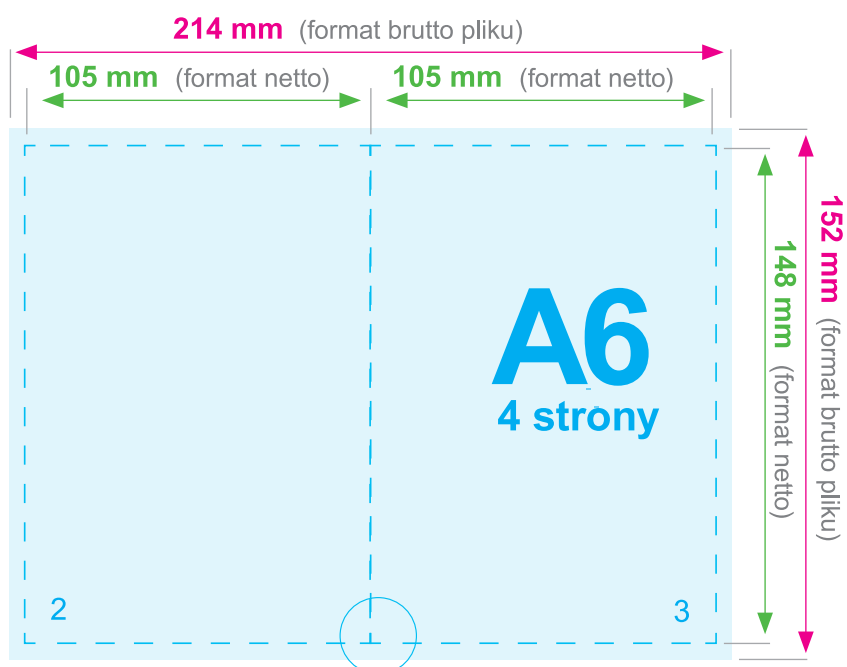 214 mm (format brutto pliku)
105 mm (format netto)
105 mm (format netto)
152 mm (format brutto pliku)
148 mm (format netto)
A6
4 strony
2
3